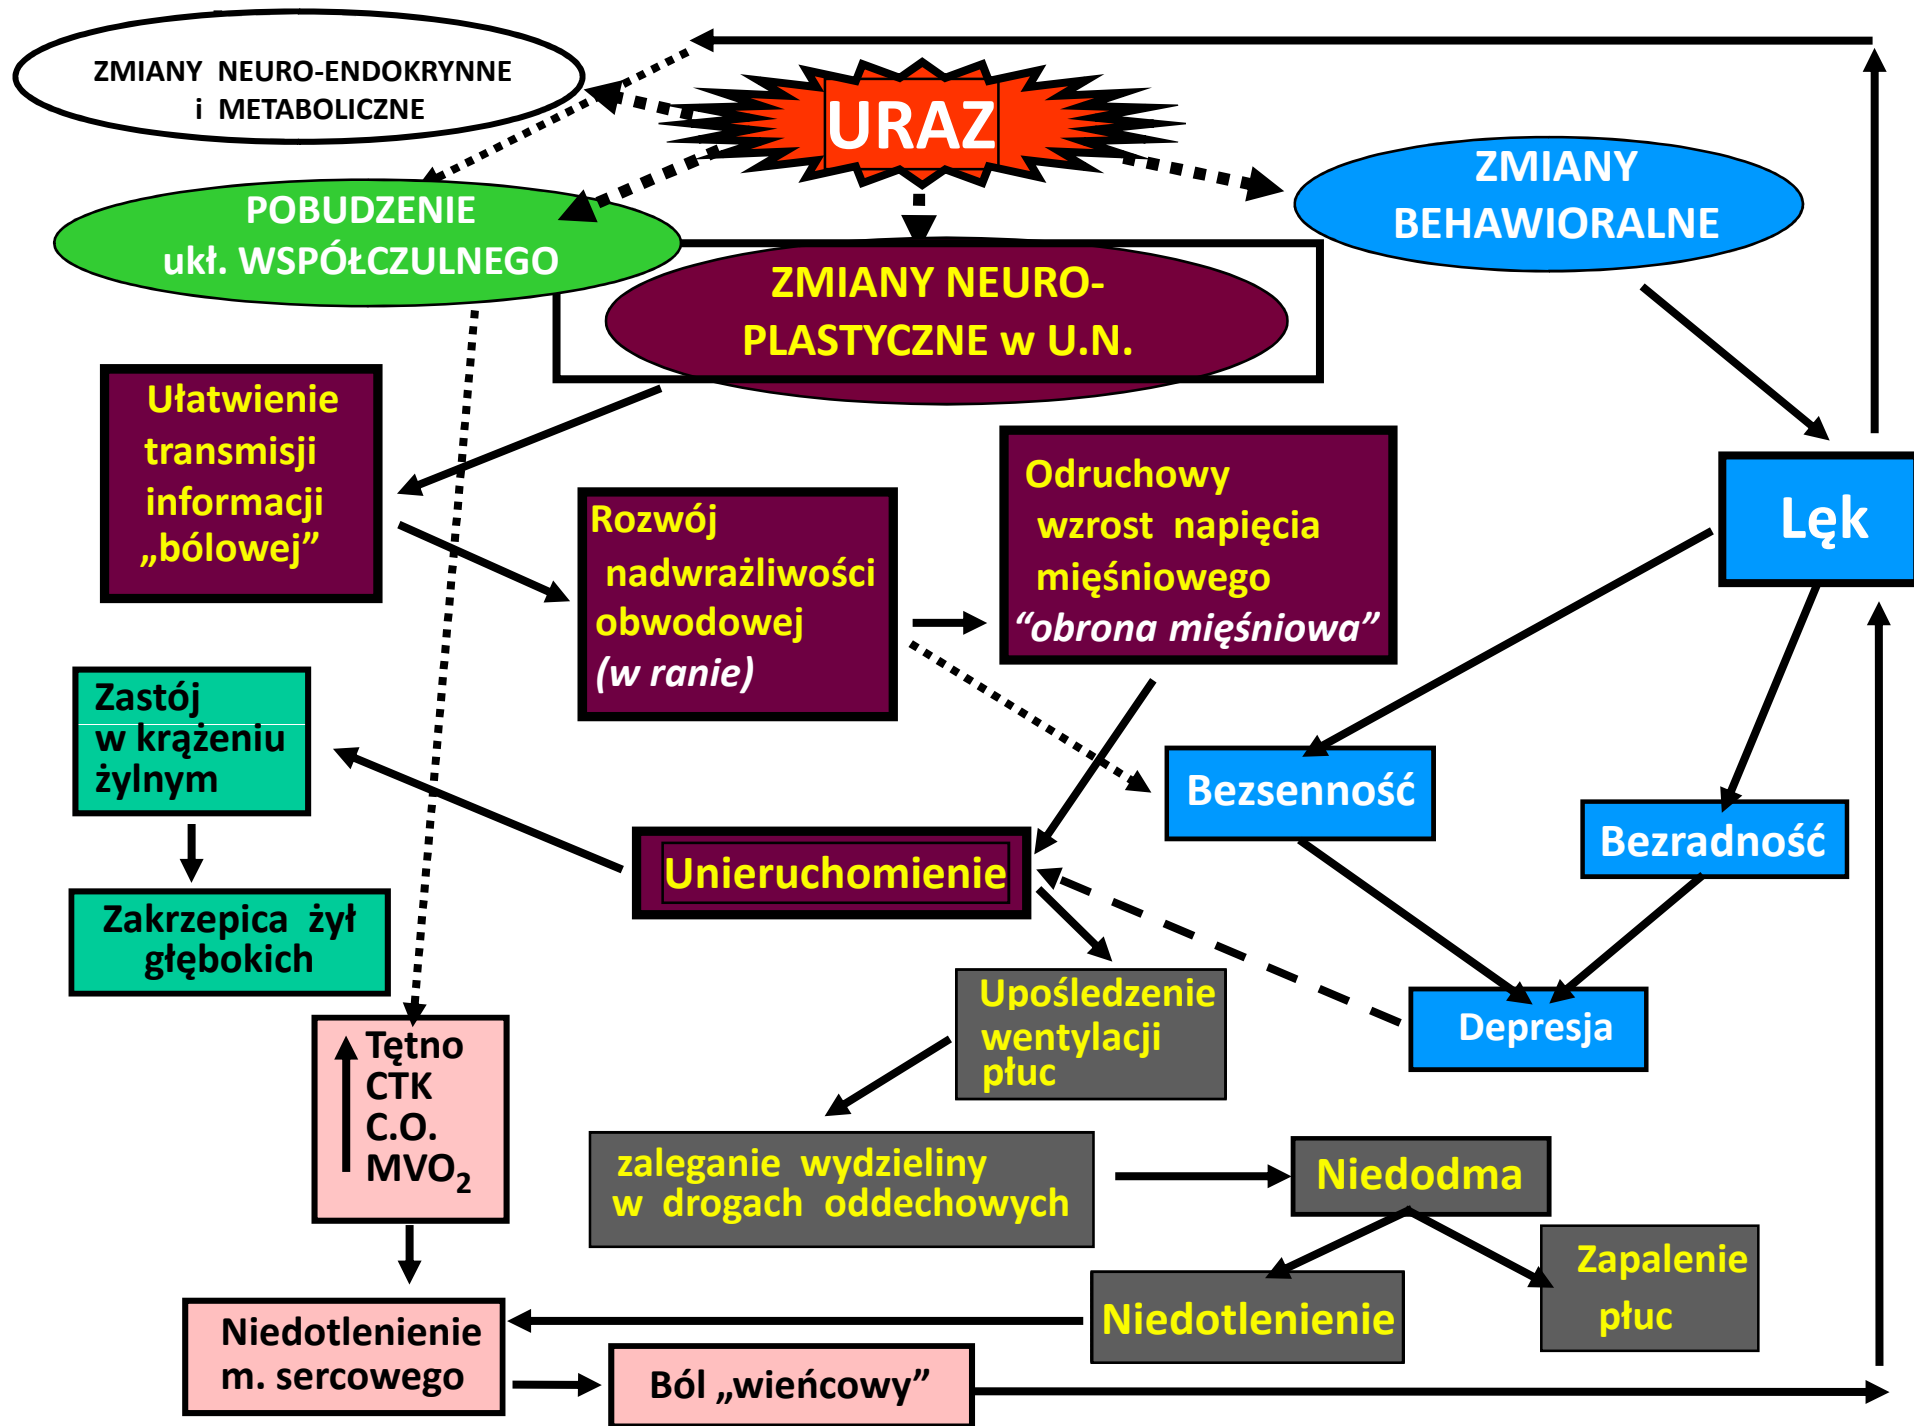 ZMIANY NEURO-ENDOKRYNNE
i METABOLICZNE
URAZ
ZMIANY
BEHAWIORALNE
POBUDZENIE
ukł. WSPÓŁCZULNEGO
ZMIANY NEURO-
PLASTYCZNE w U.N.
Ułatwienie
transmisji
informacji
„bólowej”
Rozwój
nadwrażliwości
obwodowej
(w ranie)
Odruchowy
wzrost napięcia
mięśniowego
“obrona mięśniowa”
Lęk
Zastój
w krążeniu
żylnym
Bezsenność
Bezradność
Unieruchomienie
Zakrzepica żył
głębokich
Depresja
Upośledzenie
wentylacji
płuc
Tętno
CTK
C.O.
MVO₂
zaleganie wydzieliny
w drogach oddechowych
Niedodma
Zapalenie
płuc
Niedotlenienie
Niedotlenienie
m. sercowego
Ból „wieńcowy”